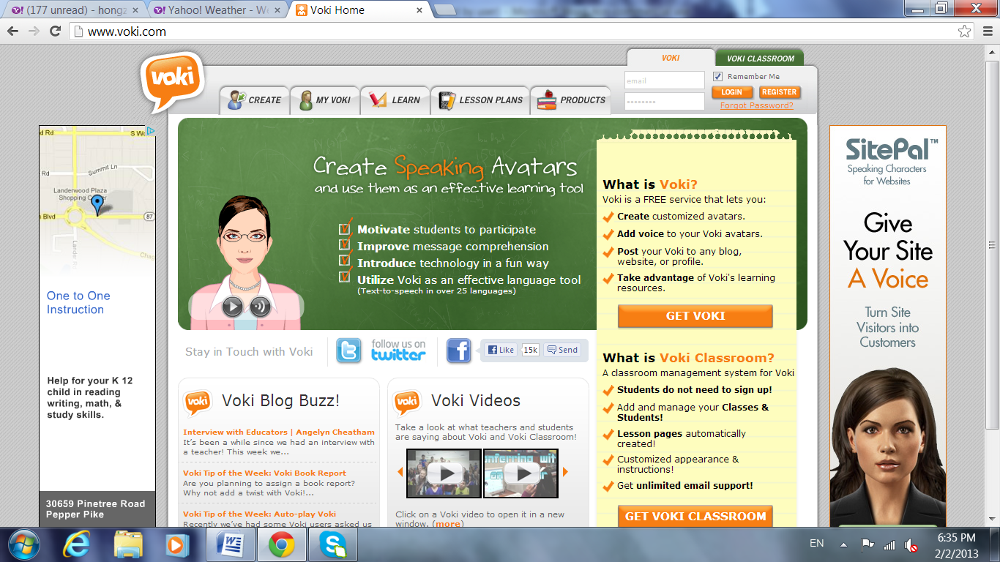 (177 unread) - hongz
Yahoo! Weather - We
Voki Home
www.voki.com
voki
VOKI
VOKI CLASSROOM
email
Remember Me
LOGIN
REGISTER
Forgot Password?
CREATE
MY VOKI
LEARN
LESSON PLANS
PRODUCTS
Create Speaking Avatars
and use them as an effective learning tool
Motivate students to participate
Improve message comprehension
Introduce technology in a fun way
Utilize Voki as an effective language tool
(Text-to-speech in over 25 languages)
What is Voki?
Voki is a FREE service that lets you:
Create customized avatars.
Add voice to your Voki avatars.
Post your Voki to any blog,
website, or profile.
Take advantage of Voki's learning
resources.
GET VOKI
What is Voki Classroom?
A classroom management system for Voki
Students do not need to sign up!
Add and manage your Classes &
Students!
Lesson pages automatically
created!
Customized appearance &
instructions!
Get unlimited email support!
GET VOKI CLASSROOM
Stay in Touch with Voki
follow us on
twitter
Like
15k
Send
voki
Voki Blog Buzz!
Interview with Educators | Angelyn Cheatham
It's been a while since we had an interview with
a teacher! This week we...
Voki Tip of the Week: Voki Book Report
Are you planning to assign a book report?
Why not add a twist with Voki!...
Voki Tip of the Week: Auto-play Voki
Recently we've had some Voki users asked us
voki
Voki Videos
Take a look at what teachers and students
are saying about Voki and Voki Classroom!
Click on a Voki video to open it in a new
window. (more)
Rd
S Wo
Summit Ln
Rd
Landerwood Plaza
Shopping Center
Blvd
87
Lander
Chag
One to One
Instruction
Help for your K 12
child in reading
writing, math, &
study skills.
30659 Pinetree Road
Pepper Pike
SitePal™
Speaking Characters
for Websites
Give
Your Site
A Voice
Turn Site
Visitors into
Customers
EN
6:35 PM
2/2/2013